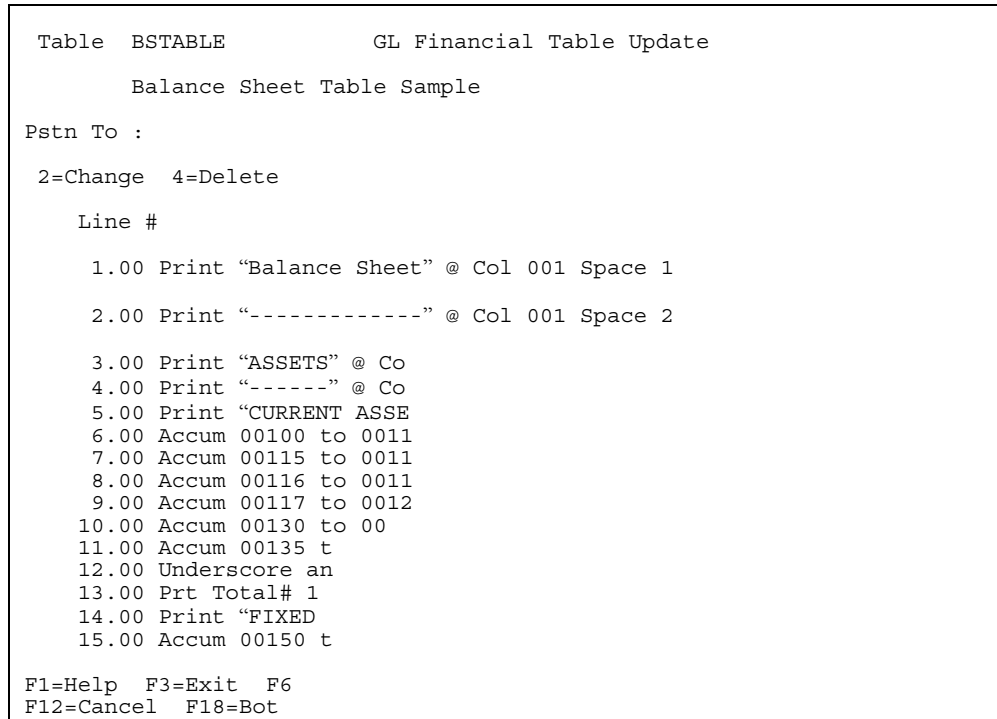 Table  BSTABLE                GL Financial Table Update
Balance Sheet Table Sample
Pstn To :
2=Change  4=Delete
Line #
1.00 Print “Balance Sheet” @ Col 001 Space 1
2.00 Print “-------------” @ Col 001 Space 2
3.00 Print “ASSETS” @ Co
4.00 Print “------” @ Co
5.00 Print “CURRENT ASSE
6.00 Accum 00100 to 0011
7.00 Accum 00115 to 0011
8.00 Accum 00116 to 0011
9.00 Accum 00117 to 0012
10.00 Accum 00130 to 00
11.00 Accum 00135 t
12.00 Underscore an
13.00 Prt Total# 1
14.00 Print “FIXED
15.00 Accum 00150 t
F1=Help  F3=Exit  F6
F12=Cancel  F18=Bot